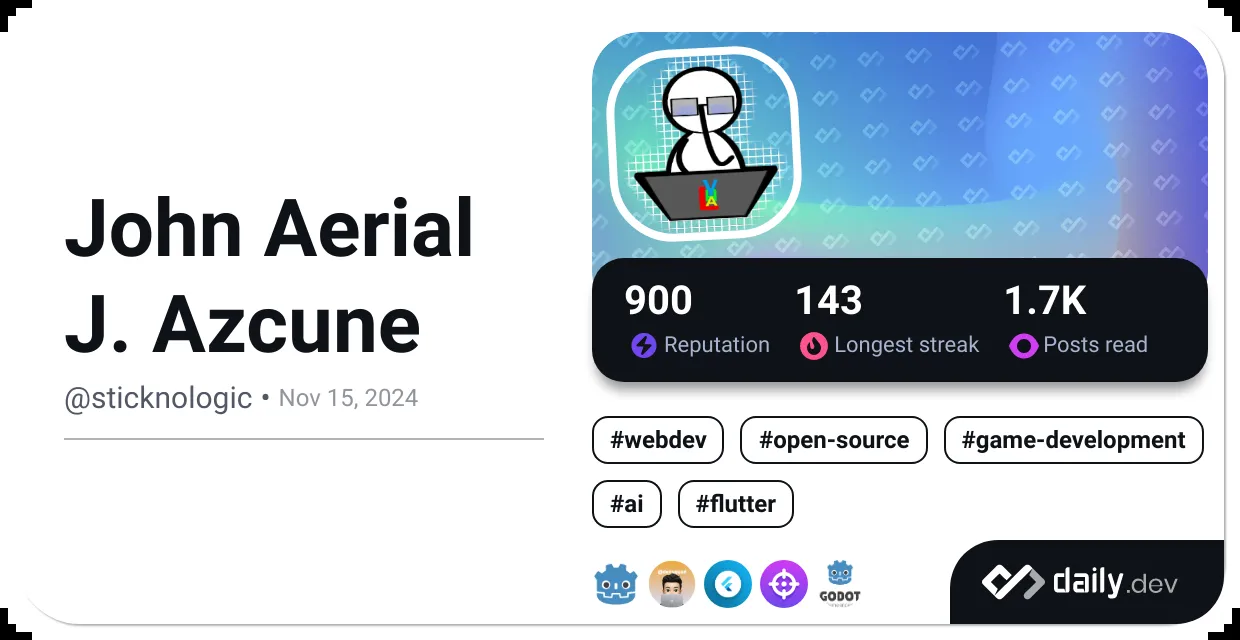 John Aerial
J. Azcune
@sticknologic • Nov 15, 2024
900
Reputation
143
Longest streak
1.7K
Posts read
#webdev
#open-source
#game-development
#ai
#flutter
GODOT
daily.dev